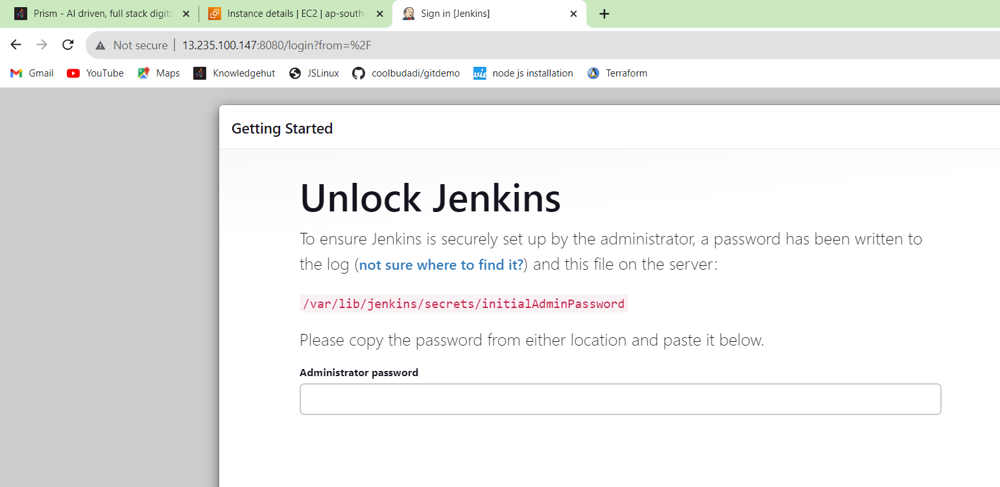 Prism - AI driven, full stack digita
Instance details | EC2 | ap-south-
Sign in [Jenkins]
Not secure | 13.235.100.147:8080/login?from=%2F
Gmail YouTube Maps Knowledgehut JSLinux coolbudadi/gitdemo node js installation Terraform
Getting Started
Unlock Jenkins
To ensure Jenkins is securely set up by the administrator, a password has been written to
the log (not sure where to find it?) and this file on the server:
/var/lib/jenkins/secrets/initialAdminPassword
Please copy the password from either location and paste it below.
Administrator password